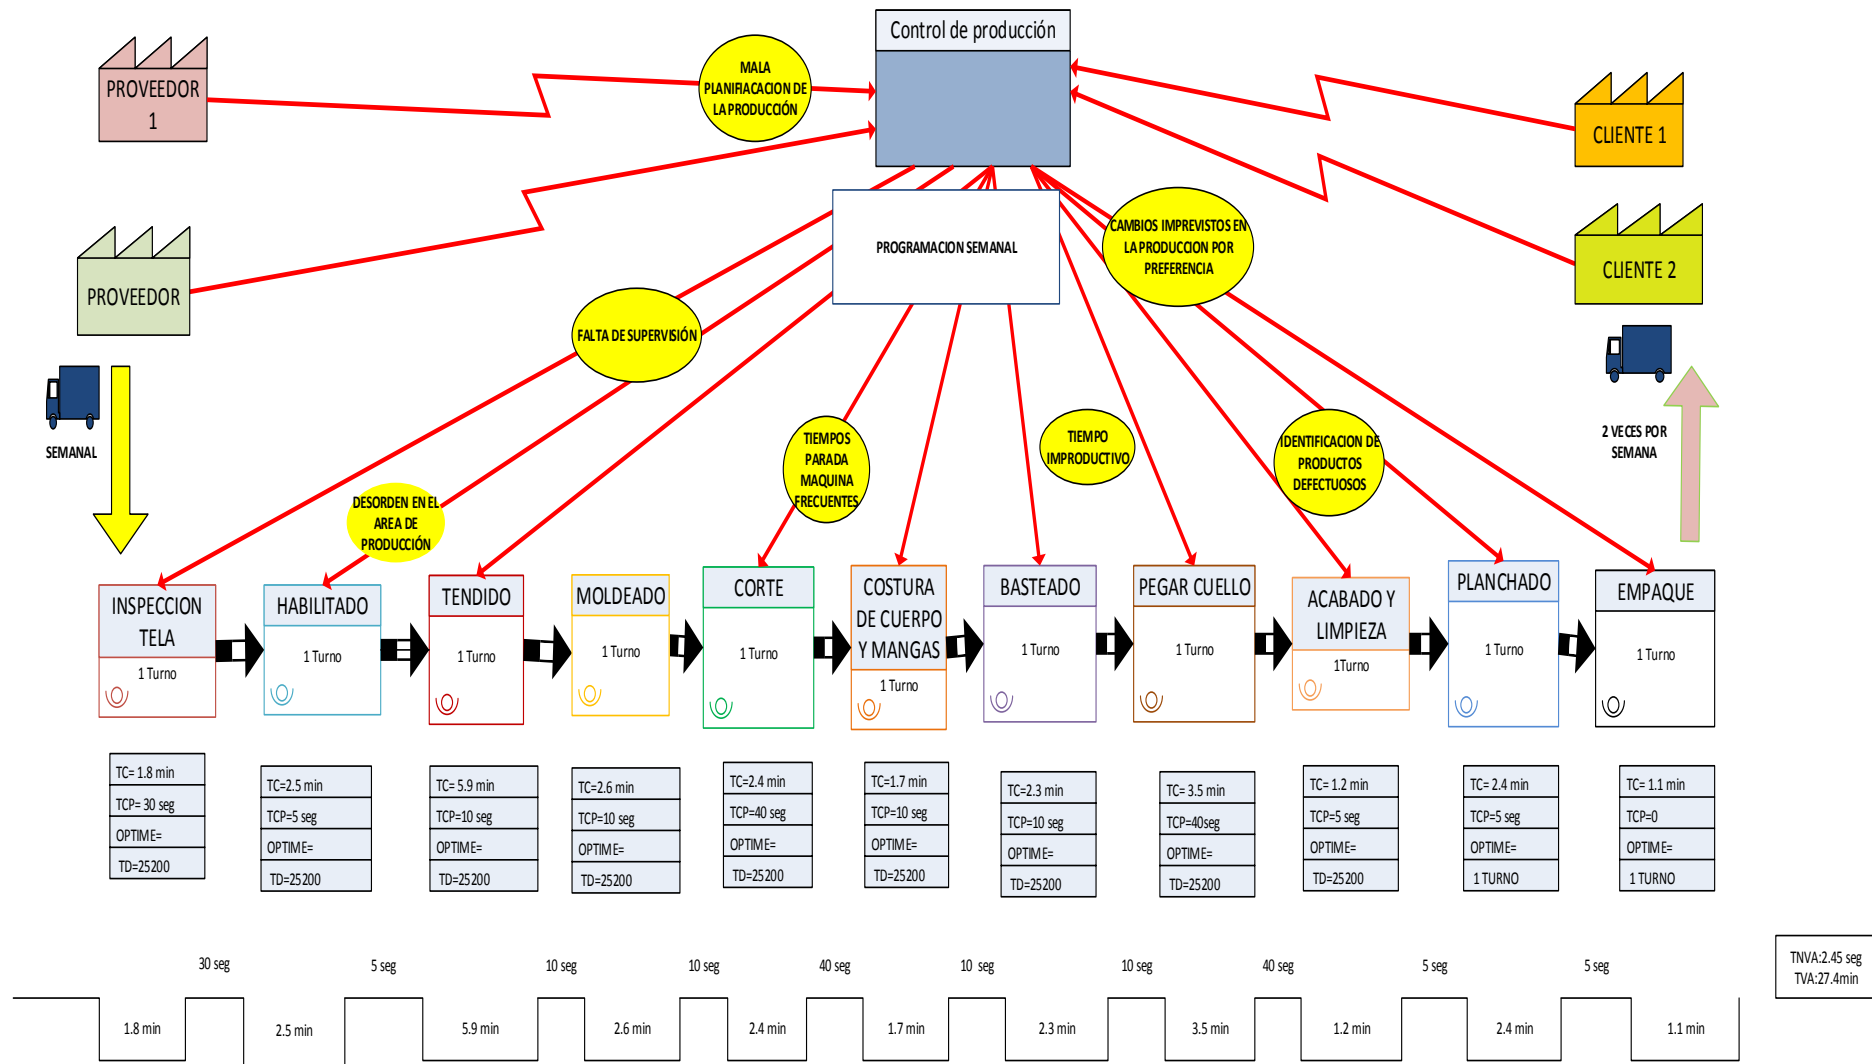 Control de producción
PROVEEDOR
1
MALA
PLANIFIACACION DE
LA PRODUCCIÓN
CLIENTE 1
PROVEEDOR
PROGRAMACION SEMANAL
CAMBIOS IMPREVISTOS EN
LA PRODUCCION POR
PREFERENCIA
CLIENTE 2
FALTA DE SUPERVISIÓN
SEMANAL
2 VECES POR
SEMANA
DESORDEN EN EL
AREA DE
PRODUCCIÓN
TIEMPOS
PARADA
MAQUINA
FRECUENTES
TIEMPO
IMPRODUCTIVO
IDENTIFICACION DE
PRODUCTOS
DEFECTUOSOS
INSPECCION
TELA
1 Turno
HABILITADO
1 Turno
TENDIDO
1 Turno
MOLDEADO
1 Turno
CORTE
1 Turno
COSTURA
DE CUERPO
Y MANGAS
1 Turno
BASTEADO
1 Turno
PEGAR CUELLO
1 Turno
ACABADO Y
LIMPIEZA
1Turno
PLANCHADO
1 Turno
EMPAQUE
1 Turno
TC= 1.8 min
TCP= 30 seg
OPTIME=
TD=25200
TC=2.5 min
TCP=5 seg
OPTIME=
TD=25200
TC= 5.9 min
TCP=10 seg
OPTIME=
TD=25200
TC=2.6 min
TCP=10 seg
OPTIME=
TD=25200
TC=2.4 min
TCP=40 seg
OPTIME=
TD=25200
TC=1.7 min
TCP=10 seg
OPTIME=
TD=25200
TC=2.3 min
TCP=10 seg
OPTIME=
TD=25200
TC= 3.5 min
TCP=40seg
OPTIME=
TD=25200
TC= 1.2 min
TCP=5 seg
OPTIME=
TD=25200
TC= 2.4 min
TCP=5 seg
OPTIME=
1 TURNO
TC= 1.1 min
TCP=0
OPTIME=
1 TURNO
30 seg
5 seg
10 seg
10 seg
40 seg
10 seg
10 seg
40 seg
5 seg
5 seg
TNVA:2.45 seg
TVA:27.4min
1.8 min
2.5 min
5.9 min
2.6 min
2.4 min
1.7 min
2.3 min
3.5 min
1.2 min
2.4 min
1.1 min